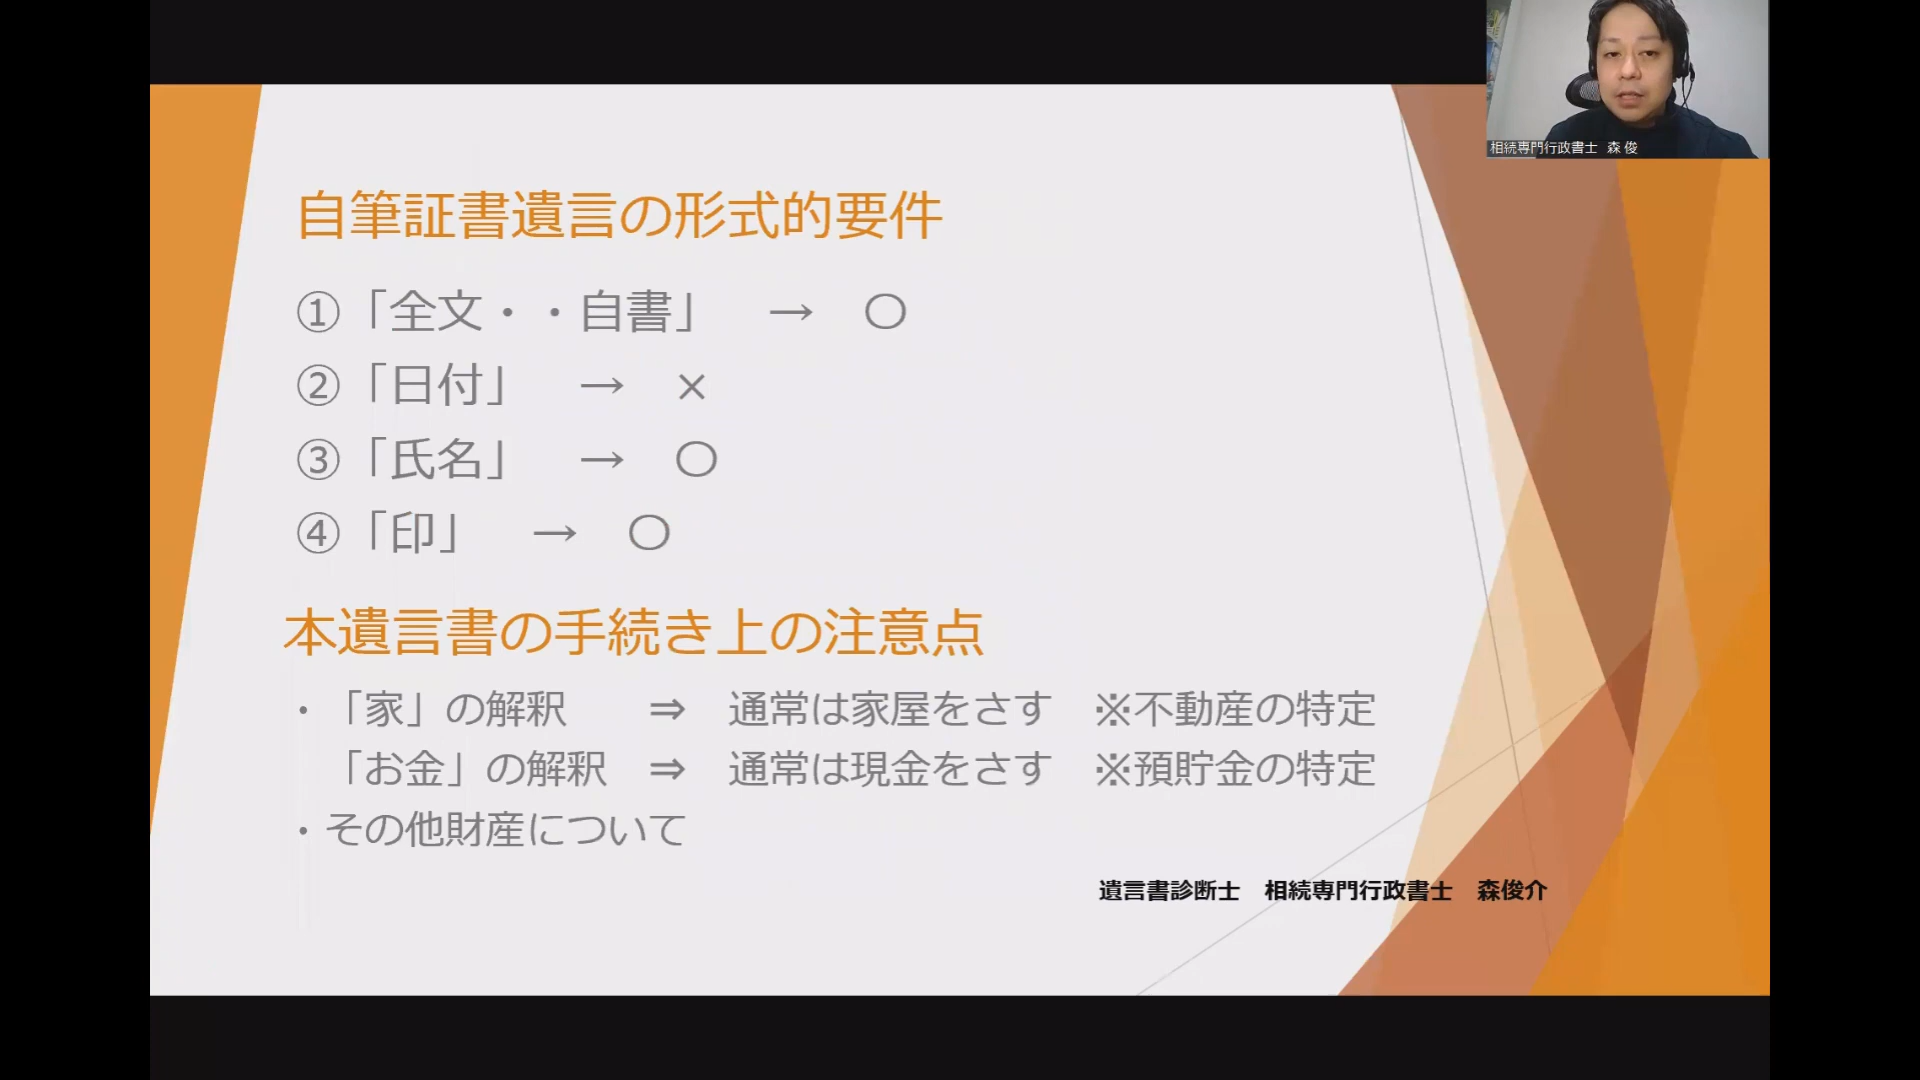 相続専門行政書士 森 俊
自筆証書遺言の形式的要件
①「全文・・自書」 → 〇
②「日付」 → ×
③「氏名」 → 〇
④「印」 → 〇
本遺言書の手続き上の注意点
・「家」の解釈 ⇒ 通常は家屋をさす ※不動産の特定
「お金」の解釈 ⇒ 通常は現金をさす ※預貯金の特定
・その他財産について
遺言書診断士 相続専門行政書士 森俊介